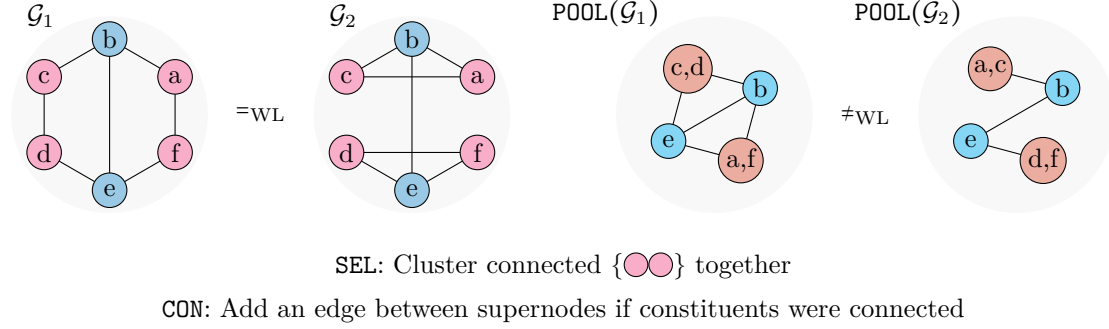 𝒢₁ 𝒢₂ POOL(𝒢₁) POOL(𝒢₂)
b b
c a c a c,d a,c
b b
=WL ≠WL
e e
d f d f a,f d,f
e e
SEL: Cluster connected { } together
CON: Add an edge between supernodes if constituents were connected